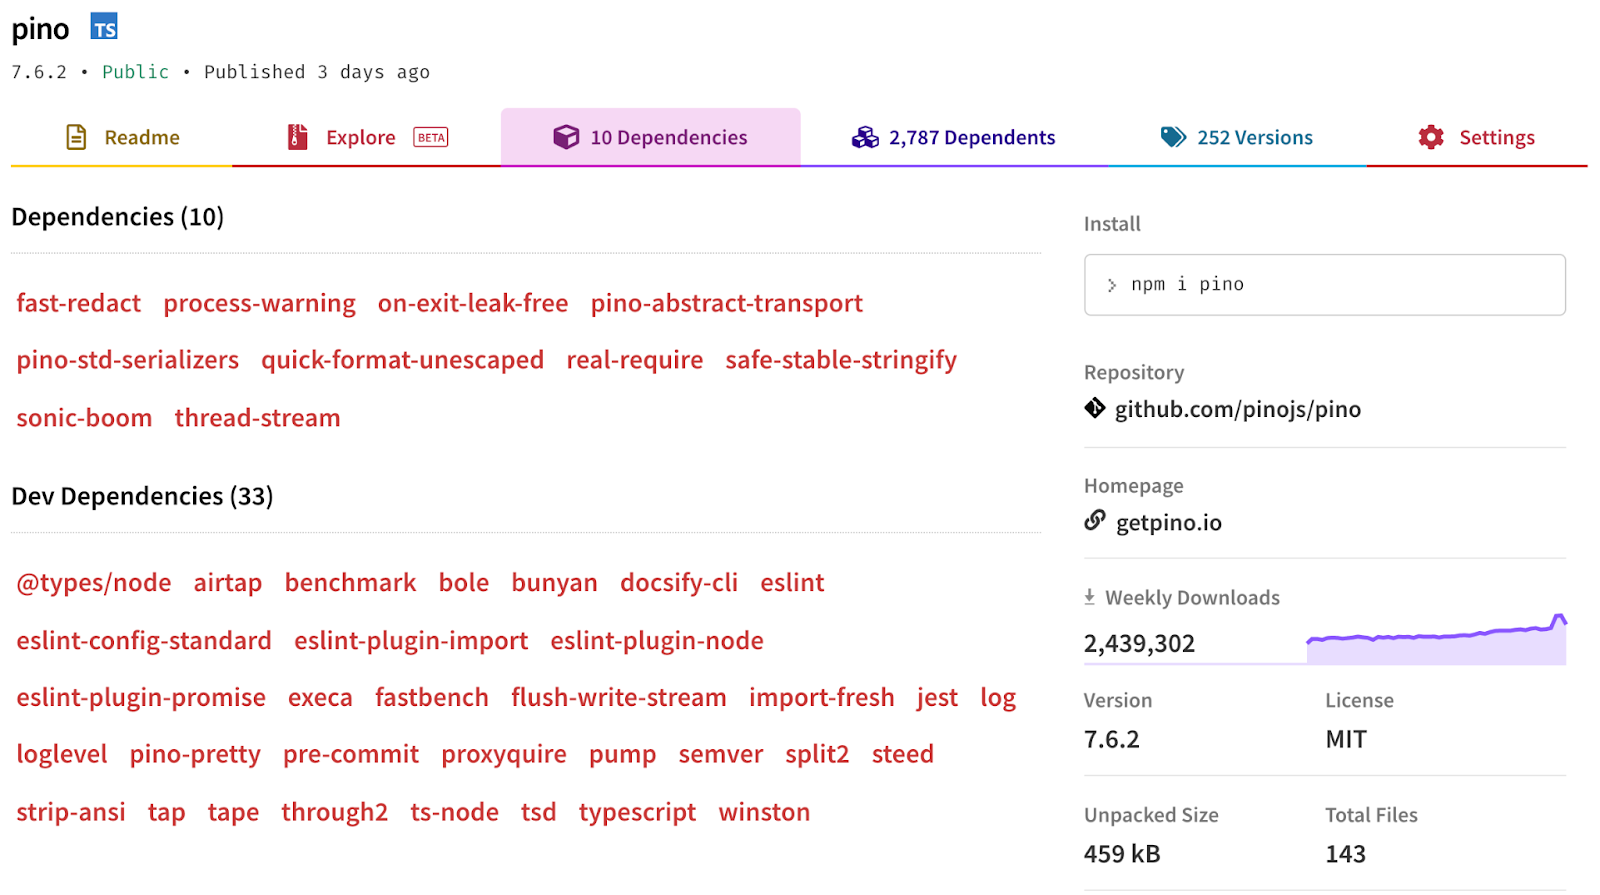 pino TS
7.6.2 • Public • Published 3 days ago
Readme Explore BETA 10 Dependencies 2,787 Dependents 252 Versions Settings
Dependencies (10)
fast-redact process-warning on-exit-leak-free pino-abstract-transport
pino-std-serializers quick-format-unescaped real-require safe-stable-stringify
sonic-boom thread-stream
Dev Dependencies (33)
@types/node airtap benchmark bole bunyan docsify-cli eslint
eslint-config-standard eslint-plugin-import eslint-plugin-node
eslint-plugin-promise execa fastbench flush-write-stream import-fresh jest log
loglevel pino-pretty pre-commit proxyquire pump semver split2 steed
strip-ansi tap tape through2 ts-node tsd typescript winston
Install
> npm i pino
Repository
github.com/pinojs/pino
Homepage
getpino.io
Weekly Downloads
2,439,302
Version License
7.6.2 MIT
Unpacked Size Total Files
459 kB 143